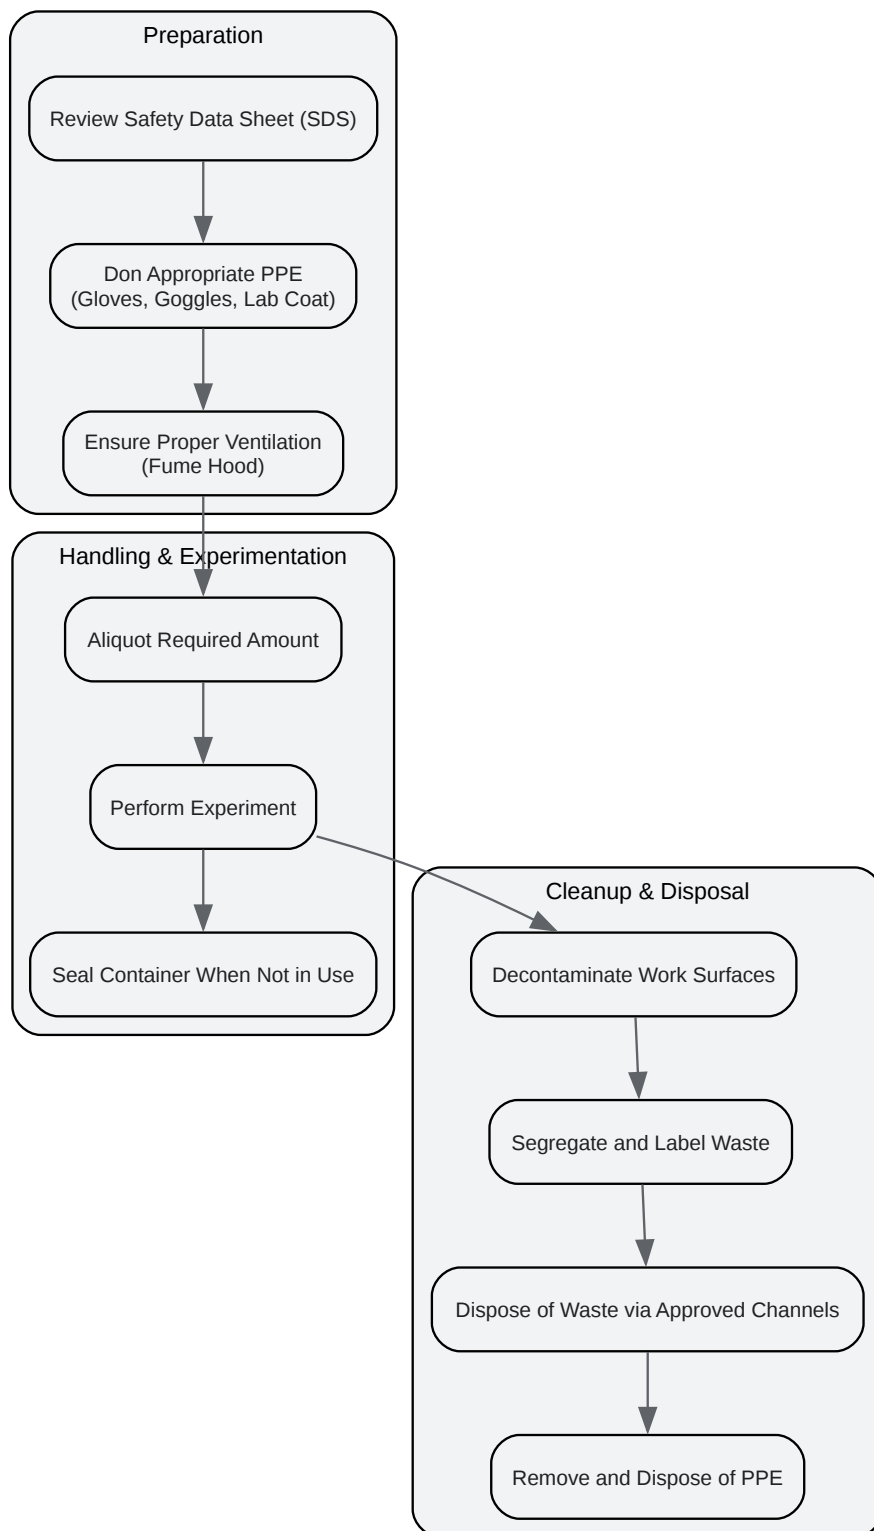 Preparation
Review Safety Data Sheet (SDS)
Don Appropriate PPE
(Gloves, Goggles, Lab Coat)
Ensure Proper Ventilation
(Fume Hood)
Handling & Experimentation
Aliquot Required Amount
Perform Experiment
Seal Container When Not in Use
Cleanup & Disposal
Decontaminate Work Surfaces
Segregate and Label Waste
Dispose of Waste via Approved Channels
Remove and Dispose of PPE